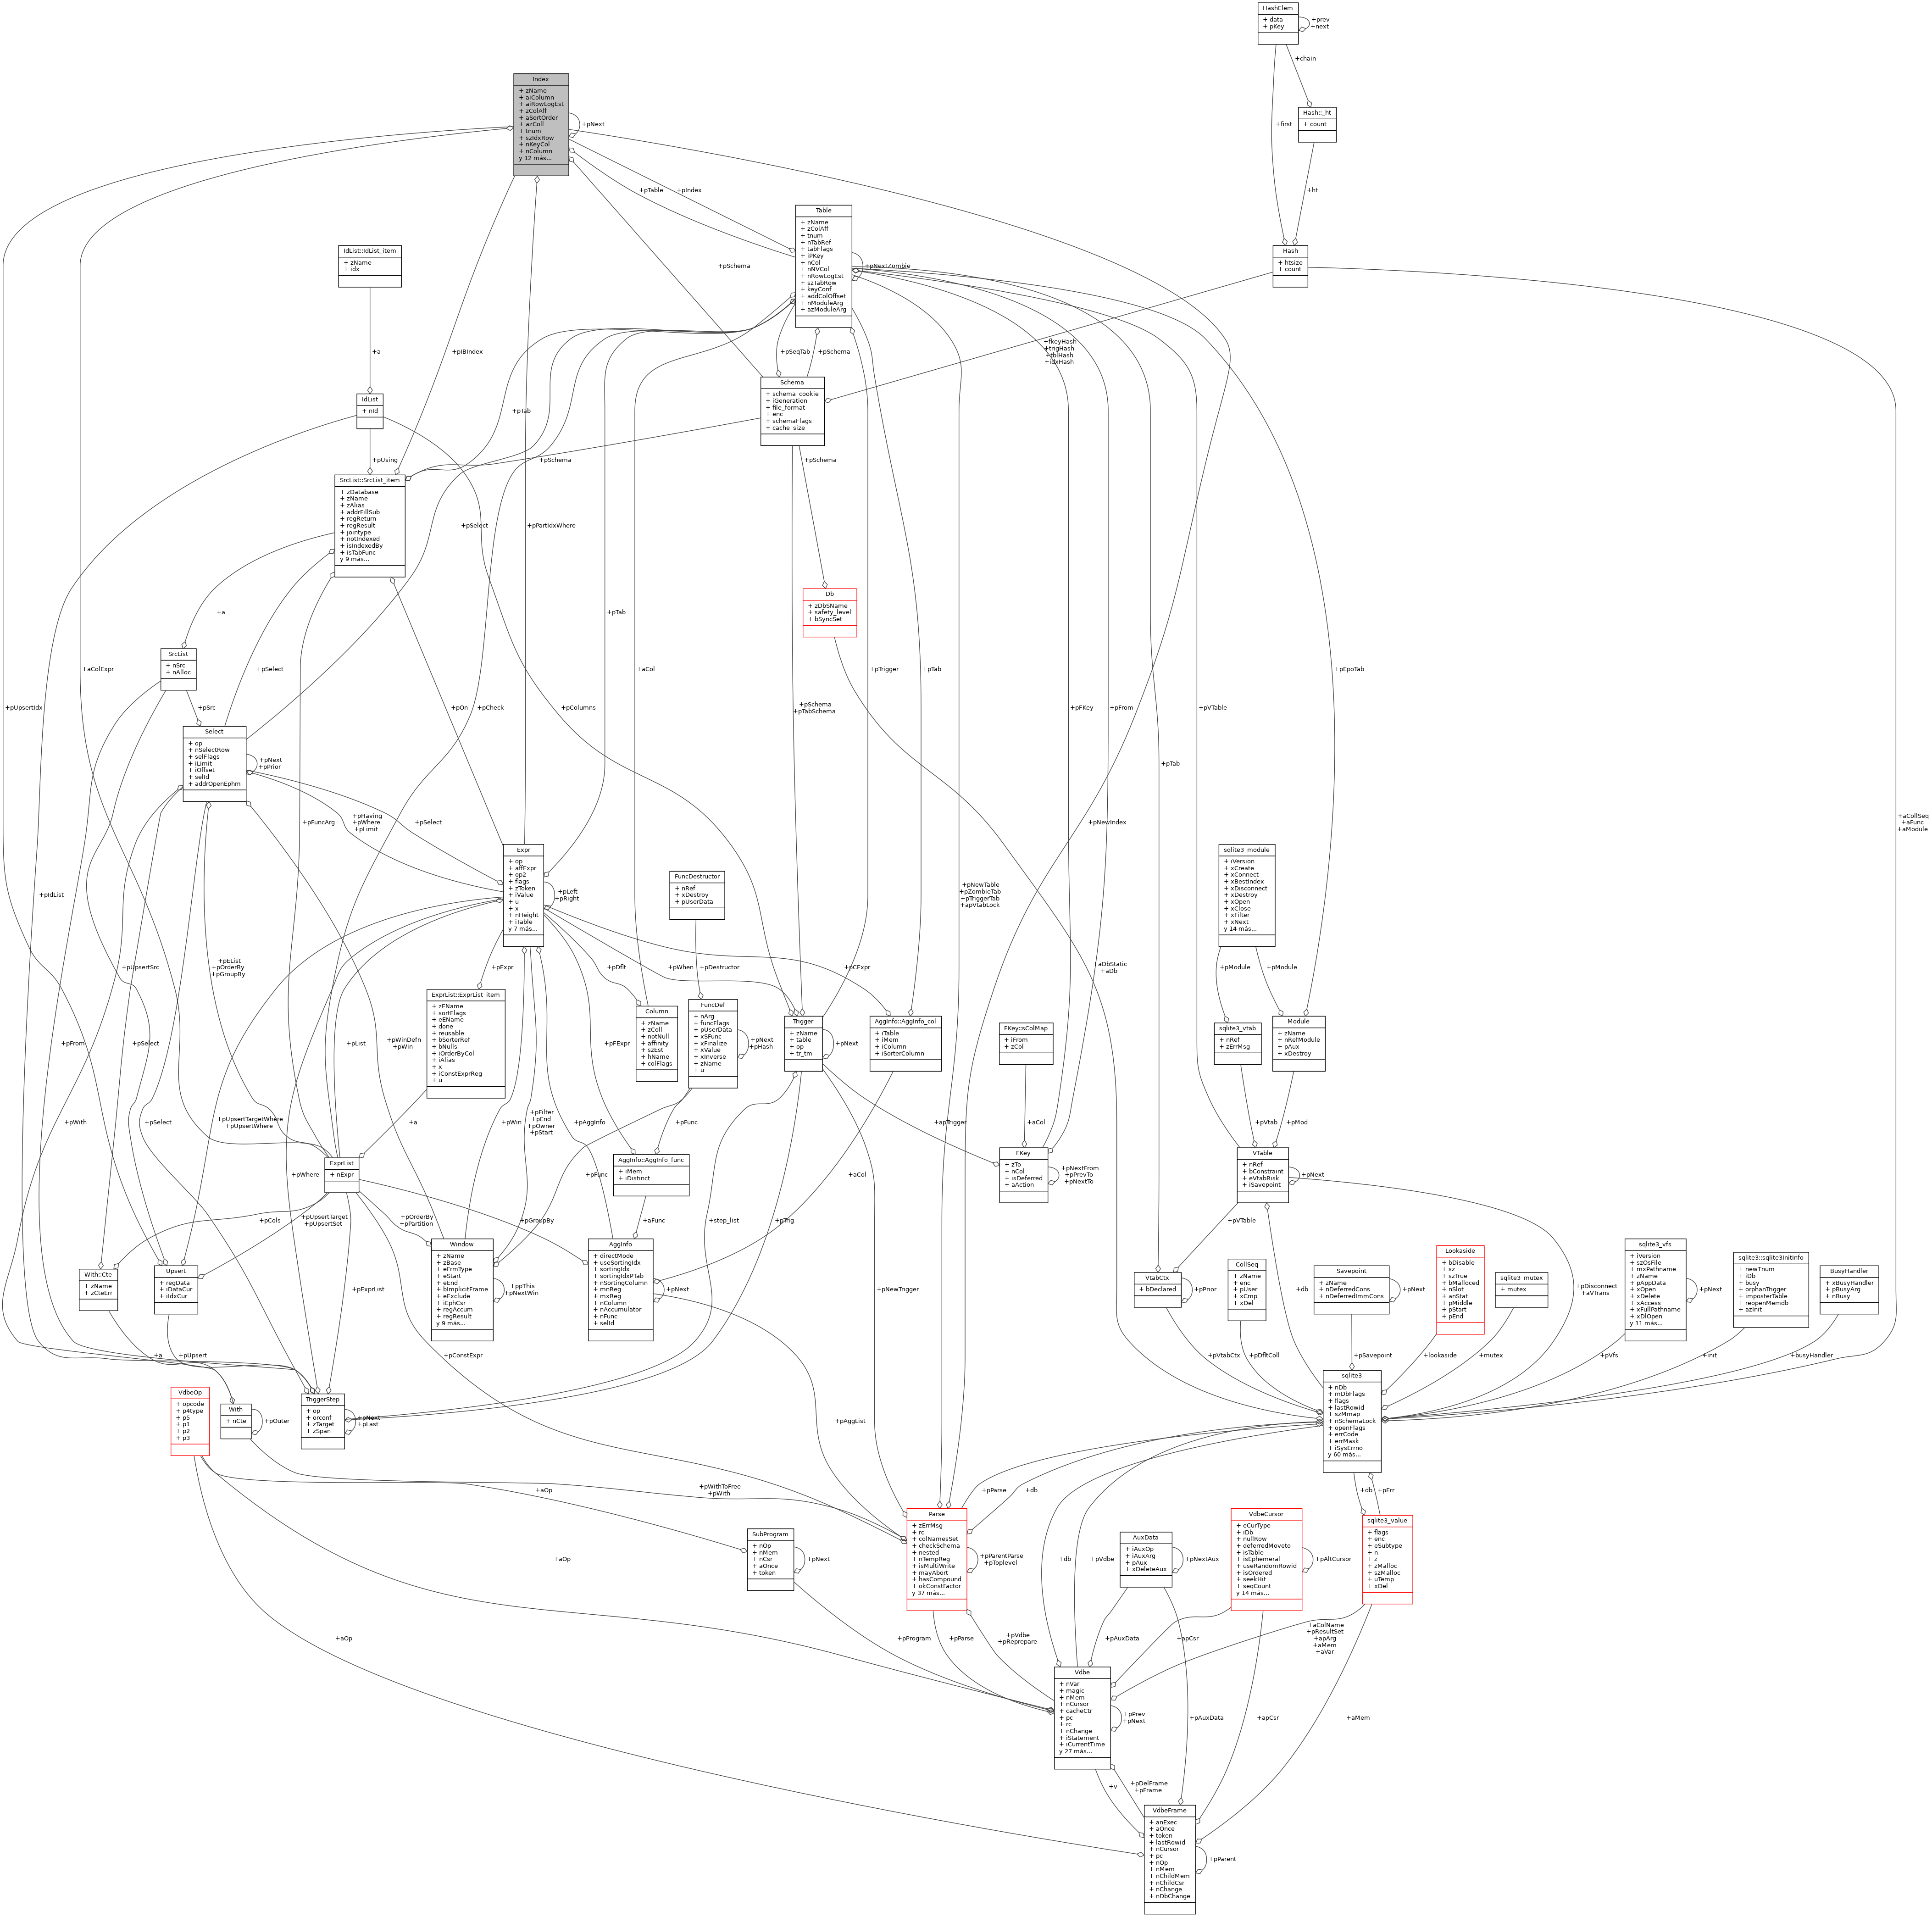 HashElem
+ data
+ pKey
+prev
+next
+chain
Index
+ zName
+ aiColumn
+ aiRowLogEst
+ zColAff
+ aSortOrder
+ azColl
+ tnum
+ szIdxRow
+ nKeyCol
+ nColumn
y 12 más...
+pNext
Hash::_ht
+ count
+first
+ht
+pTable
+pIndex
Table
+ zName
+ zColAff
+ tnum
+ nTabRef
+ tabFlags
+ iPKey
+ nCol
+ nNVCol
+ nRowLogEst
+ szTabRow
+ keyConf
+ addColOffset
+ nModuleArg
+ azModuleArg
+pNextZombie
+pSchema
IdList::IdList_item
+ zName
+ idx
Hash
+ htsize
+ count
+a
+pIBIndex
+pSeqTab
+pSchema
+fkeyHash
+trigHash
+tblHash
+idxHash
Schema
+ schema_cookie
+ iGeneration
+ file_format
+ enc
+ schemaFlags
+ cache_size
IdList
+ nId
+pTab
+pUsing
+pSchema
+pSchema
SrcList::SrcList_item
+ zDatabase
+ zName
+ zAlias
+ addrFillSub
+ regReturn
+ regResult
+ jointype
+ notIndexed
+ isIndexedBy
+ isTabFunc
y 9 más...
+pSelect
+pPartIdxWhere
Db
+ zDbSName
+ safety_level
+ bSyncSet
+a
+pTab
SrcList
+ nSrc
+ nAlloc
+aColExpr
+pSelect
+aCol
+pTrigger
+pTab
+pEpoTab
+pUpsertIdx
+pSrc
+pOn
+pCheck
+pColumns
+pSchema
+pTabSchema
+pFKey
+pFrom
+pVTable
Select
+ op
+ nSelectRow
+ selFlags
+ iLimit
+ iOffset
+ selId
+ addrOpenEphm
+pNext
+pPrior
+pTab
+pFuncArg
+pHaving
+pWhere
+pLimit
+pSelect
+pNewIndex
+aCollSeq
+aFunc
+aModule
Expr
+ op
+ affExpr
+ op2
+ flags
+ zToken
+ iValue
+ u
+ x
+ nHeight
+ iTable
y 7 más...
+pLeft
+pRight
FuncDestructor
+ nRef
+ xDestroy
+ pUserData
+pNewTable
+pZombieTab
+pTriggerTab
+apVtabLock
sqlite3_module
+ iVersion
+ xCreate
+ xConnect
+ xBestIndex
+ xDisconnect
+ xDestroy
+ xOpen
+ xClose
+ xFilter
+ xNext
y 14 más...
+pIdList
+pUpsertSrc
+pEList
+pOrderBy
+pGroupBy
+pExpr
+pDflt
+pWhen
+pDestructor
+pCExpr
+aDbStatic
+aDb
+pModule
+pModule
ExprList::ExprList_item
+ zEName
+ sortFlags
+ eEName
+ done
+ reusable
+ bSorterRef
+ bNulls
+ iOrderByCol
+ iAlias
+ x
+ iConstExprReg
+ u
Column
+ zName
+ zColl
+ notNull
+ affinity
+ szEst
+ hName
+ colFlags
FuncDef
+ nArg
+ funcFlags
+ pUserData
+ xSFunc
+ xFinalize
+ xValue
+ xInverse
+ zName
+ u
+pNext
+pHash
Trigger
+ zName
+ table
+ op
+ tr_tm
+pNext
AggInfo::AggInfo_col
+ iTable
+ iMem
+ iColumn
+ iSorterColumn
FKey::sColMap
+ iFrom
+ zCol
sqlite3_vtab
+ nRef
+ zErrMsg
Module
+ zName
+ nRefModule
+ pAux
+ xDestroy
+pFrom
+pSelect
+pList
+pWinDefn
+pWin
+pFExpr
+pWith
+pSelect
+pUpsertTargetWhere
+pUpsertWhere
+a
+pWin
+pFilter
+pEnd
+pOwner
+pStart
+pAggInfo
+pFunc
+apTrigger
+aCol
+pVtab
+pMod
ExprList
+ nExpr
+pWhere
+pFunc
AggInfo::AggInfo_func
+ iMem
+ iDistinct
+aCol
FKey
+ zTo
+ nCol
+ isDeferred
+ aAction
+pNextFrom
+pPrevTo
+pNextTo
VTable
+ nRef
+ bConstraint
+ eVtabRisk
+ iSavepoint
+pNext
+pCols
+pUpsertTarget
+pUpsertSet
+pOrderBy
+pPartition
+pGroupBy
+aFunc
+step_list
+pTrig
+pVTable
With::Cte
+ zName
+ zCteErr
Upsert
+ regData
+ iDataCur
+ iIdxCur
+pExprList
Window
+ zName
+ zBase
+ eFrmType
+ eStart
+ eEnd
+ bImplicitFrame
+ eExclude
+ iEphCsr
+ regAccum
+ regResult
y 9 más...
+ppThis
+pNextWin
AggInfo
+ directMode
+ useSortingIdx
+ sortingIdx
+ sortingIdxPTab
+ nSortingColumn
+ mnReg
+ mxReg
+ nColumn
+ nAccumulator
+ nFunc
+ selId
+pNext
+pNewTrigger
VtabCtx
+ bDeclared
+pPrior
CollSeq
+ zName
+ enc
+ pUser
+ xCmp
+ xDel
+db
Savepoint
+ zName
+ nDeferredCons
+ nDeferredImmCons
+pNext
Lookaside
+ bDisable
+ sz
+ szTrue
+ bMalloced
+ nSlot
+ anStat
+ pMiddle
+ pStart
+ pEnd
sqlite3_mutex
+ mutex
+pDisconnect
+aVTrans
sqlite3_vfs
+ iVersion
+ szOsFile
+ mxPathname
+ zName
+ pAppData
+ xOpen
+ xDelete
+ xAccess
+ xFullPathname
+ xDlOpen
y 11 más...
+pNext
sqlite3::sqlite3InitInfo
+ newTnum
+ iDb
+ busy
+ orphanTrigger
+ imposterTable
+ reopenMemdb
+ azInit
BusyHandler
+ xBusyHandler
+ pBusyArg
+ nBusy
+a
+pUpsert
+pConstExpr
+pVtabCtx
+pDfltColl
+pSavepoint
+lookaside
+mutex
+pVfs
+init
+busyHandler
VdbeOp
+ opcode
+ p4type
+ p5
+ p1
+ p2
+ p3
With
+ nCte
+pOuter
TriggerStep
+ op
+ orconf
+ zTarget
+ zSpan
+pNext
+pLast
+pAggList
sqlite3
+ nDb
+ mDbFlags
+ flags
+ lastRowid
+ szMmap
+ nSchemaLock
+ openFlags
+ errCode
+ errMask
+ iSysErrno
y 60 más...
+aOp
+pWithToFree
+pWith
+pParse
+db
+db
+pErr
Parse
+ zErrMsg
+ rc
+ colNamesSet
+ checkSchema
+ nested
+ nTempReg
+ isMultiWrite
+ mayAbort
+ hasCompound
+ okConstFactor
y 37 más...
+pParentParse
+pToplevel
SubProgram
+ nOp
+ nMem
+ nCsr
+ aOnce
+ token
+pNext
+aOp
+db
+pVdbe
AuxData
+ iAuxOp
+ iAuxArg
+ pAux
+ xDeleteAux
+pNextAux
VdbeCursor
+ eCurType
+ iDb
+ nullRow
+ deferredMoveto
+ isTable
+ isEphemeral
+ useRandomRowid
+ isOrdered
+ seekHit
+ seqCount
y 14 más...
+pAltCursor
sqlite3_value
+ flags
+ enc
+ eSubtype
+ n
+ z
+ zMalloc
+ szMalloc
+ uTemp
+ xDel
+aOp
+pProgram
+pParse
+pVdbe
+pReprepare
+pAuxData
+apCsr
+aColName
+pResultSet
+apArg
+aMem
+aVar
Vdbe
+ nVar
+ magic
+ nMem
+ nCursor
+ cacheCtr
+ pc
+ rc
+ nChange
+ iStatement
+ iCurrentTime
y 27 más...
+pPrev
+pNext
+pAuxData
+apCsr
+aMem
+v
+pDelFrame
+pFrame
VdbeFrame
+ anExec
+ aOnce
+ token
+ lastRowid
+ nCursor
+ pc
+ nOp
+ nMem
+ nChildMem
+ nChildCsr
+ nChange
+ nDbChange
+pParent